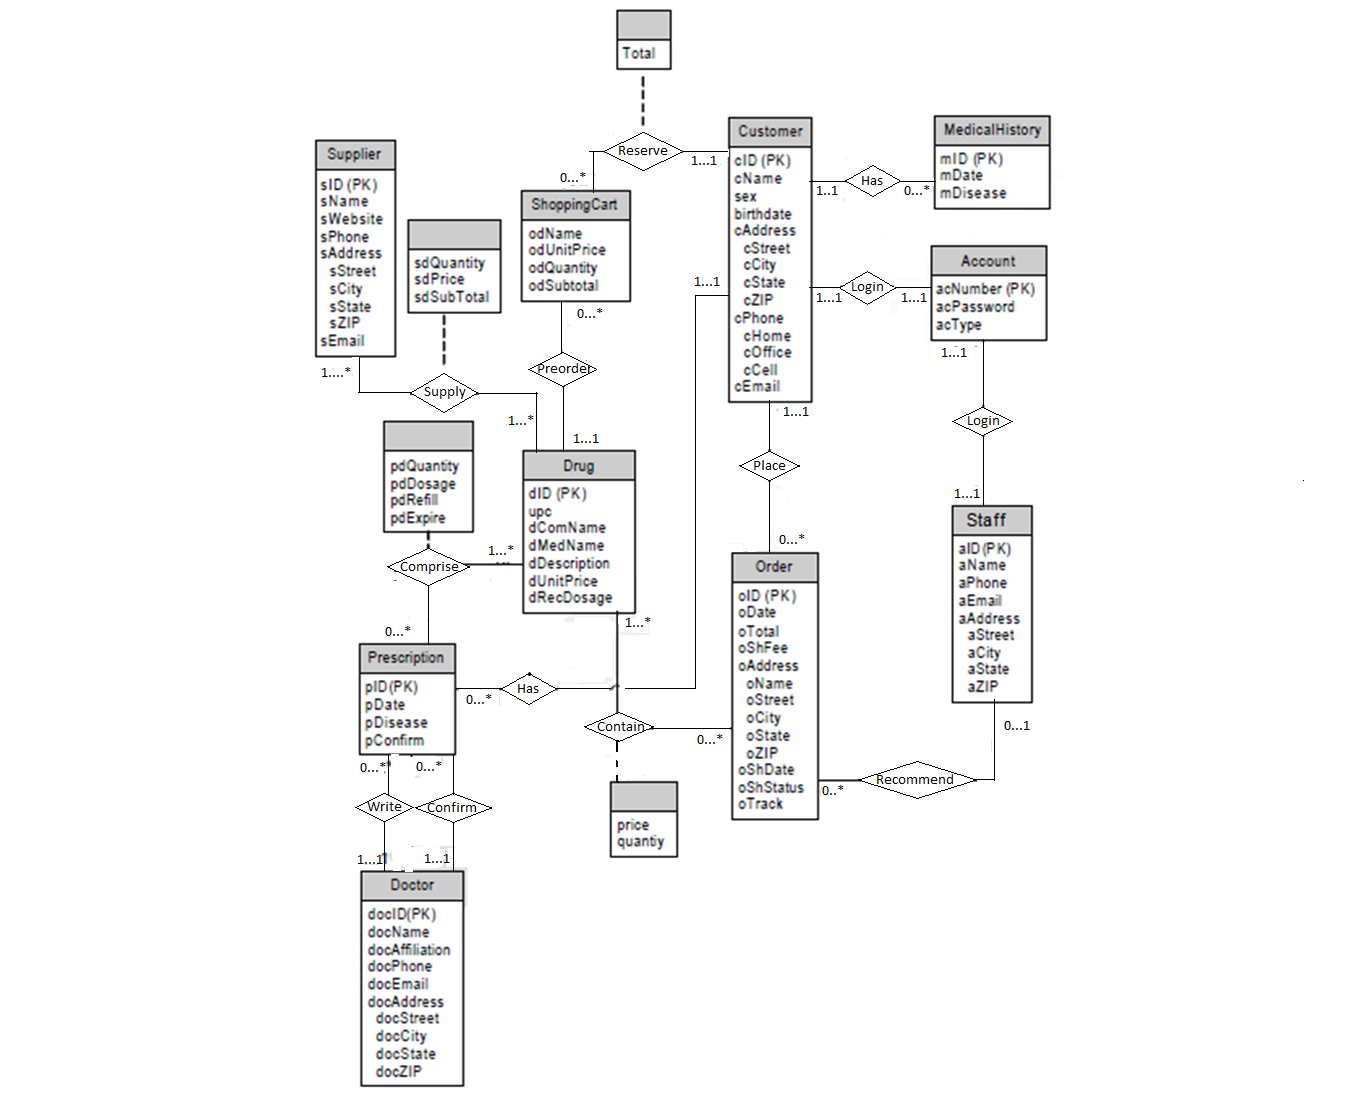 Total
Reserve
1...1
0...*
Customer
cID (PK)
cName
sex
birthdate
cAddress
cStreet
cCity
cState
cZIP
cPhone
cHome
cOffice
cCell
cEmail
Has
1...1
0...*
MedicalHistory
mID (PK)
mDate
mDisease
Supplier
sID (PK)
sName
sWebsite
sPhone
sAddress
sStreet
sCity
sState
sZIP
sEmail
1....*
sdQuantity
sdPrice
sdSubTotal
Supply
1...*
ShoppingCart
odName
odUnitPrice
odQuantity
odSubtotal
0...*
Preorder
1...1
1...1
Login
1...1
1...1
Account
acNumber (PK)
acPassword
acType
1...1
Login
1...1
Staff
aID(PK)
aName
aPhone
aEmail
aAddress
aStreet
aCity
aState
aZIP
0...1
1...1
Place
0...*
Order
oID (PK)
oDate
oTotal
oShFee
oAddress
oName
oStreet
oCity
oState
oZIP
oShDate
oShStatus
oTrack
0..*
Recommend
pdQuantity
pdDosage
pdRefill
pdExpire
Comprise
1...*
0...*
Drug
dID (PK)
upc
dComName
dMedName
dDescription
dUnitPrice
dRecDosage
1...*
Contain
0...*
price
quantiy
Prescription
pID(PK)
pDate
pDisease
pConfirm
0...*
Has
0...*
0...*
Write
Confirm
1...1
1...1
Doctor
docID(PK)
docName
docAffiliation
docPhone
docEmail
docAddress
docStreet
docCity
docState
docZIP